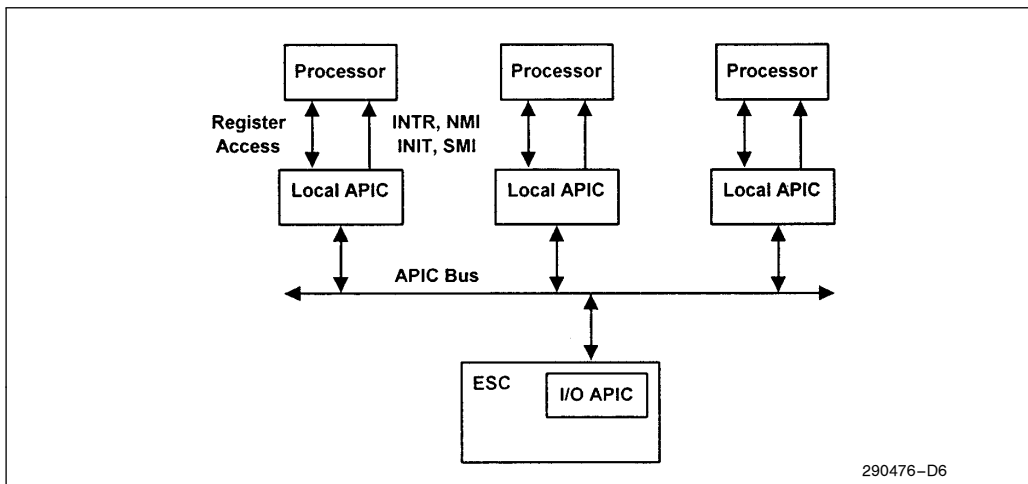 Processor
Processor
Processor
Register
Access
INTR, NMI
INIT, SMI
Local APIC
Local APIC
Local APIC
APIC Bus
ESC
I/O APIC
290476–D6